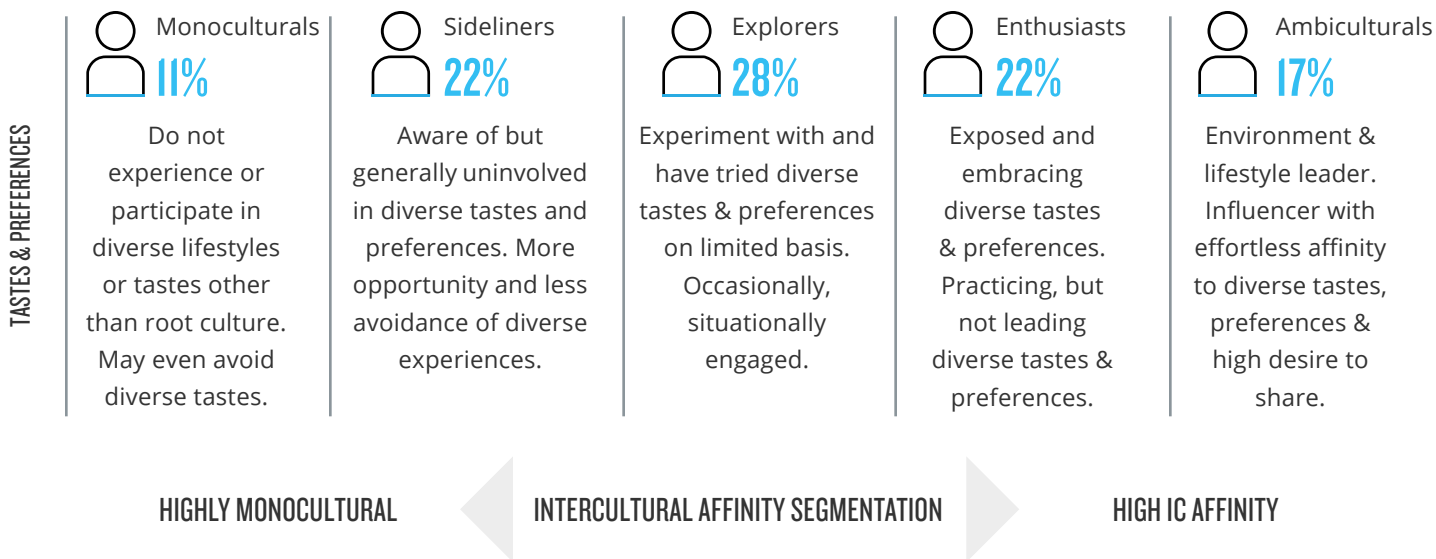 TASTES & PREFERENCES
Monoculturals
11%
Do not
experience or
participate in
diverse lifestyles
or tastes other
than root culture.
May even avoid
diverse tastes.
Sideliners
22%
Aware of but
generally uninvolved
in diverse tastes and
preferences. More
opportunity and less
avoidance of diverse
experiences.
Explorers
28%
Experiment with and
have tried diverse
tastes & preferences
on limited basis.
Occasionally,
situationally
engaged.
Enthusiasts
22%
Exposed and
embracing
diverse tastes
& preferences.
Practicing, but
not leading
diverse tastes &
preferences.
Ambiculturals
17%
Environment &
lifestyle leader.
Influencer with
effortless affinity
to diverse tastes,
preferences &
high desire to
share.
HIGHLY MONOCULTURAL
INTERCULTURAL AFFINITY SEGMENTATION
HIGH IC AFFINITY